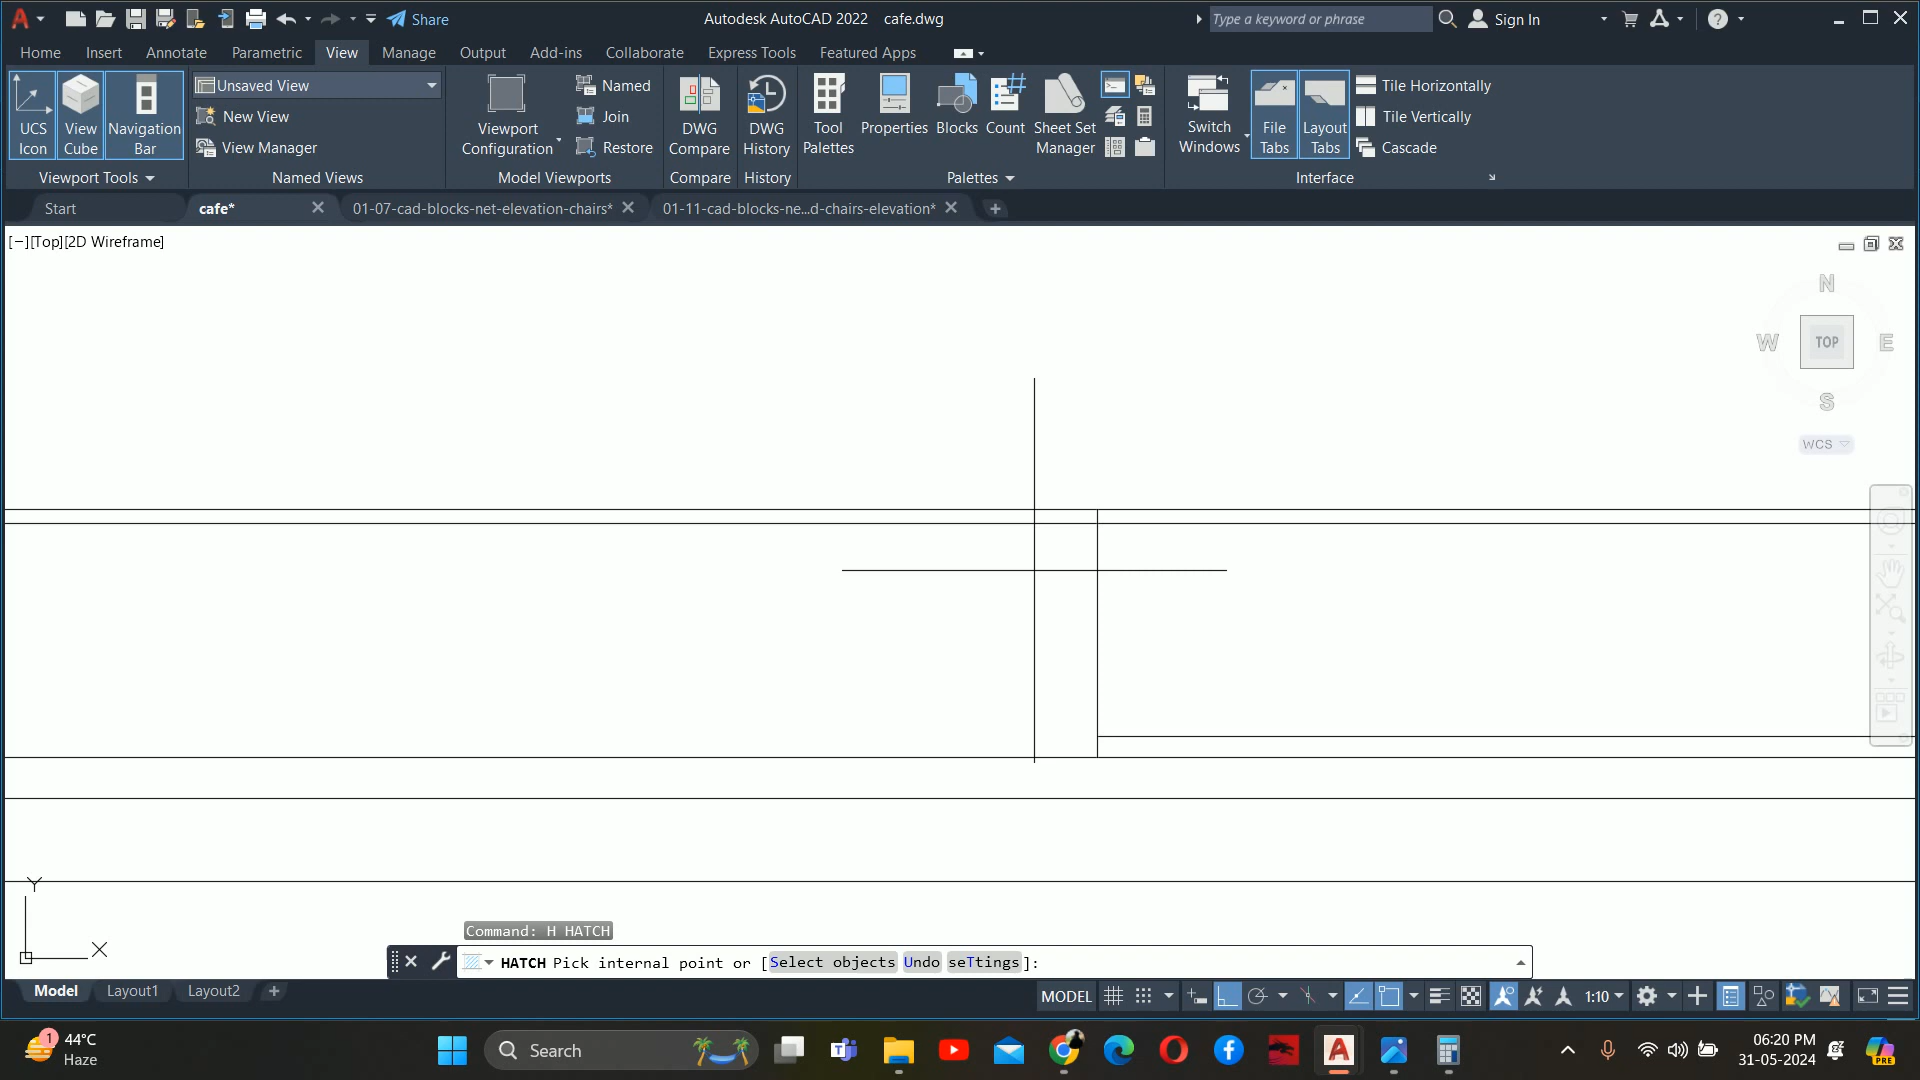 Autodesk AutoCAD 2022 cafe.dwg
Share
Type a keyword or phrase
Sign In
Home Insert Annotate Parametric View Manage Output Add-ins Collaborate Express Tools Featured Apps
UCS Icon
View Cube
Navigation Bar
Viewport Tools
Unsaved View
New View
View Manager
Named Views
Viewport Configuration
Named
Join
Restore
Model Viewports
DWG Compare
Compare
DWG History
History
Tool Palettes
Properties
Blocks
Count
Sheet Set Manager
Palettes
Switch Windows
File Tabs
Layout Tabs
Tile Horizontally
Tile Vertically
Cascade
Interface
Start
cafe*
01-07-cad-blocks-net-elevation-chairs*
01-11-cad-blocks-ne...d-chairs-elevation*
[−][Top][2D Wireframe]
N
W TOP E
S
WCS
Y
X
Command: H HATCH
HATCH Pick internal point or [Select objects Undo seTtings]:
Model Layout1 Layout2
MODEL
1:10
44°C
Haze
1
Search
PRE
06:20 PM
31-05-2024